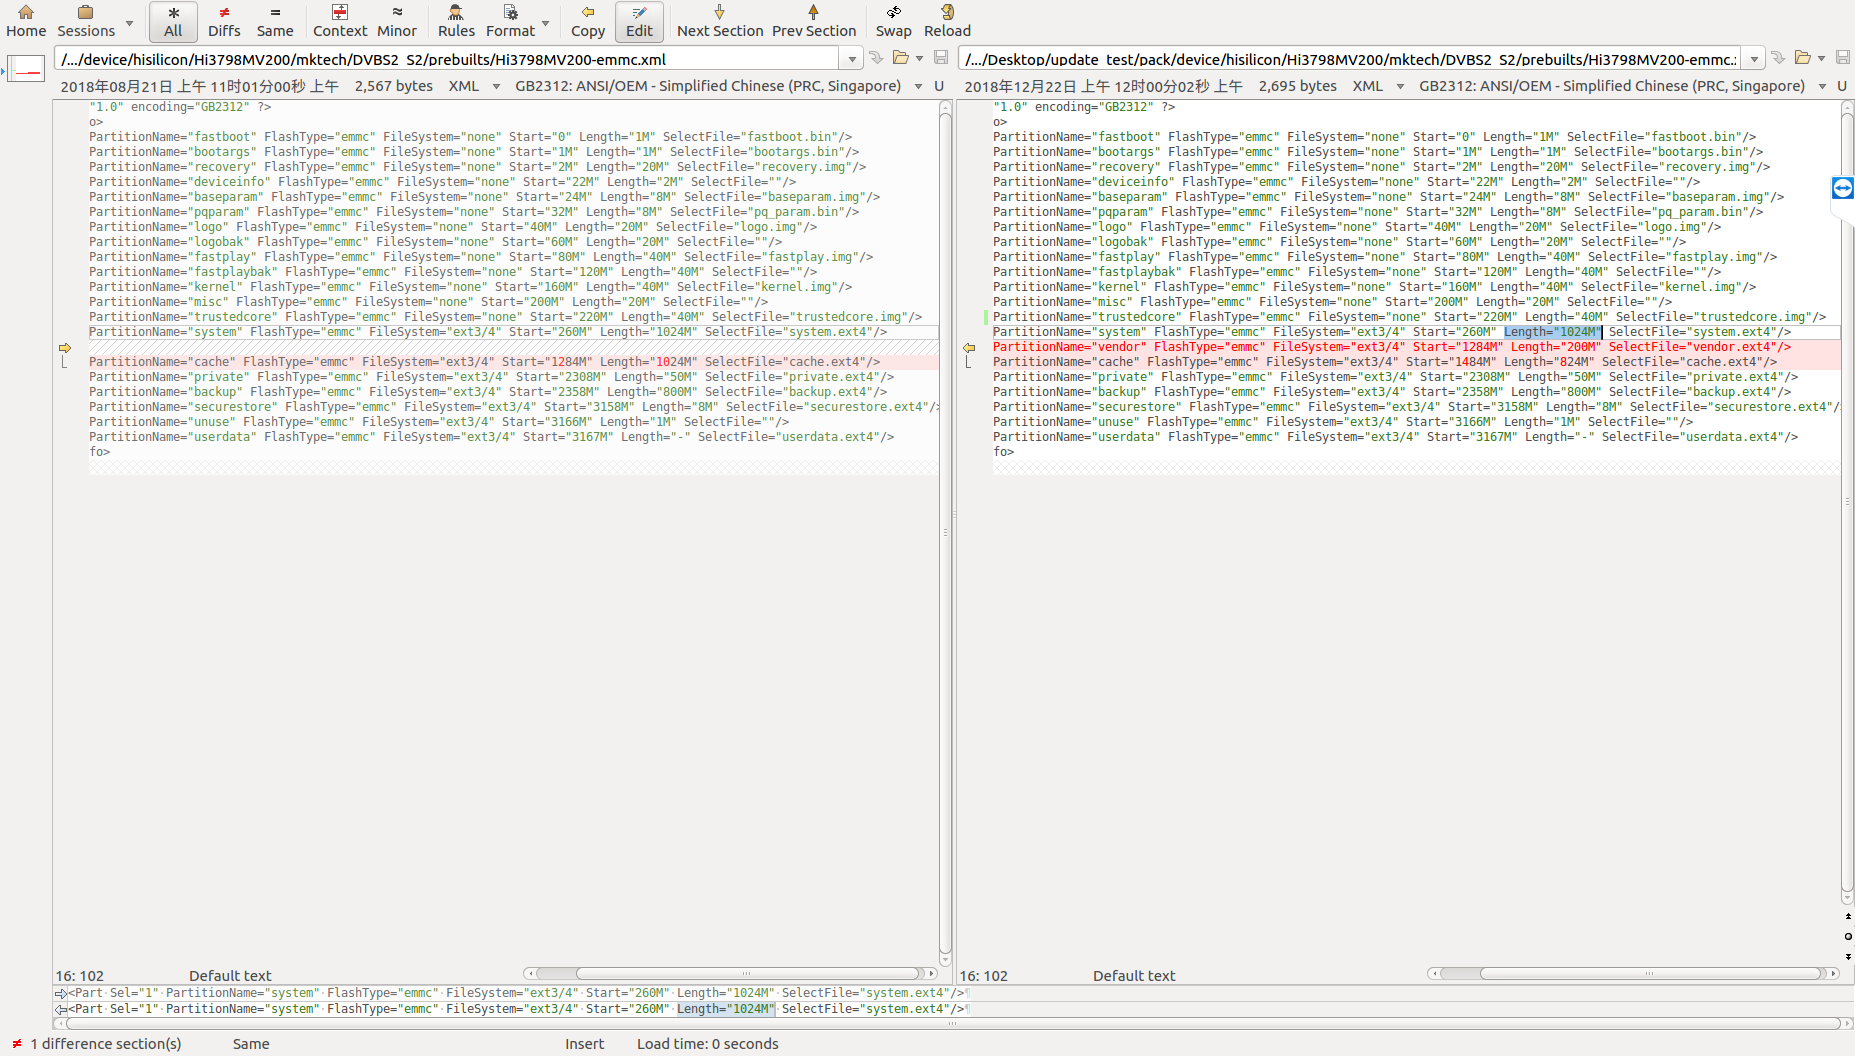 Home Sessions All Diffs Same Context Minor Rules Format Copy Edit Next Section Prev Section Swap Reload
/.../device/hisilicon/Hi3798MV200/mktech/DVBS2 S2/prebuilts/Hi3798MV200-emmc.xml
2018年08月21日 上午 11时01分00秒 上午 2,567 bytes XML GB2312: ANSI/OEM - Simplified Chinese (PRC, Singapore) U
"1.0" encoding="GB2312" ?>
o>
PartitionName="fastboot" FlashType="emmc" FileSystem="none" Start="0" Length="1M" SelectFile="fastboot.bin"/>
PartitionName="bootargs" FlashType="emmc" FileSystem="none" Start="1M" Length="1M" SelectFile="bootargs.bin"/>
PartitionName="recovery" FlashType="emmc" FileSystem="none" Start="2M" Length="20M" SelectFile="recovery.img"/>
PartitionName="deviceinfo" FlashType="emmc" FileSystem="none" Start="22M" Length="2M" SelectFile=""/>
PartitionName="baseparam" FlashType="emmc" FileSystem="none" Start="24M" Length="8M" SelectFile="baseparam.img"/>
PartitionName="pqparam" FlashType="emmc" FileSystem="none" Start="32M" Length="8M" SelectFile="pq_param.bin"/>
PartitionName="logo" FlashType="emmc" FileSystem="none" Start="40M" Length="20M" SelectFile="logo.img"/>
PartitionName="logobak" FlashType="emmc" FileSystem="none" Start="60M" Length="20M" SelectFile=""/>
PartitionName="fastplay" FlashType="emmc" FileSystem="none" Start="80M" Length="40M" SelectFile="fastplay.img"/>
PartitionName="fastplaybak" FlashType="emmc" FileSystem="none" Start="120M" Length="40M" SelectFile=""/>
PartitionName="kernel" FlashType="emmc" FileSystem="none" Start="160M" Length="40M" SelectFile="kernel.img"/>
PartitionName="misc" FlashType="emmc" FileSystem="none" Start="200M" Length="20M" SelectFile=""/>
PartitionName="trustedcore" FlashType="emmc" FileSystem="none" Start="220M" Length="40M" SelectFile="trustedcore.img"/>
PartitionName="system" FlashType="emmc" FileSystem="ext3/4" Start="260M" Length="1024M" SelectFile="system.ext4"/>
PartitionName="cache" FlashType="emmc" FileSystem="ext3/4" Start="1284M" Length="1024M" SelectFile="cache.ext4"/>
PartitionName="private" FlashType="emmc" FileSystem="ext3/4" Start="2308M" Length="50M" SelectFile="private.ext4"/>
PartitionName="backup" FlashType="emmc" FileSystem="ext3/4" Start="2358M" Length="800M" SelectFile="backup.ext4"/>
PartitionName="securestore" FlashType="emmc" FileSystem="ext3/4" Start="3158M" Length="8M" SelectFile="securestore.ext4"/
PartitionName="unuse" FlashType="emmc" FileSystem="ext3/4" Start="3166M" Length="1M" SelectFile=""/>
PartitionName="userdata" FlashType="emmc" FileSystem="ext3/4" Start="3167M" Length="-" SelectFile="userdata.ext4"/>
fo>
16: 102 Default text
/.../Desktop/update test/pack/device/hisilicon/Hi3798MV200/mktech/DVBS2 S2/prebuilts/Hi3798MV200-emmc.
2018年12月22日 上午 12时00分02秒 上午 2,695 bytes XML GB2312: ANSI/OEM - Simplified Chinese (PRC, Singapore) U
"1.0" encoding="GB2312" ?>
o>
PartitionName="fastboot" FlashType="emmc" FileSystem="none" Start="0" Length="1M" SelectFile="fastboot.bin"/>
PartitionName="bootargs" FlashType="emmc" FileSystem="none" Start="1M" Length="1M" SelectFile="bootargs.bin"/>
PartitionName="recovery" FlashType="emmc" FileSystem="none" Start="2M" Length="20M" SelectFile="recovery.img"/>
PartitionName="deviceinfo" FlashType="emmc" FileSystem="none" Start="22M" Length="2M" SelectFile=""/>
PartitionName="baseparam" FlashType="emmc" FileSystem="none" Start="24M" Length="8M" SelectFile="baseparam.img"/>
PartitionName="pqparam" FlashType="emmc" FileSystem="none" Start="32M" Length="8M" SelectFile="pq_param.bin"/>
PartitionName="logo" FlashType="emmc" FileSystem="none" Start="40M" Length="20M" SelectFile="logo.img"/>
PartitionName="logobak" FlashType="emmc" FileSystem="none" Start="60M" Length="20M" SelectFile=""/>
PartitionName="fastplay" FlashType="emmc" FileSystem="none" Start="80M" Length="40M" SelectFile="fastplay.img"/>
PartitionName="fastplaybak" FlashType="emmc" FileSystem="none" Start="120M" Length="40M" SelectFile=""/>
PartitionName="kernel" FlashType="emmc" FileSystem="none" Start="160M" Length="40M" SelectFile="kernel.img"/>
PartitionName="misc" FlashType="emmc" FileSystem="none" Start="200M" Length="20M" SelectFile=""/>
PartitionName="trustedcore" FlashType="emmc" FileSystem="none" Start="220M" Length="40M" SelectFile="trustedcore.img"/>
PartitionName="system" FlashType="emmc" FileSystem="ext3/4" Start="260M" Length="1024M" SelectFile="system.ext4"/>
PartitionName="vendor" FlashType="emmc" FileSystem="ext3/4" Start="1284M" Length="200M" SelectFile="vendor.ext4"/>
PartitionName="cache" FlashType="emmc" FileSystem="ext3/4" Start="1484M" Length="824M" SelectFile="cache.ext4"/>
PartitionName="private" FlashType="emmc" FileSystem="ext3/4" Start="2308M" Length="50M" SelectFile="private.ext4"/>
PartitionName="backup" FlashType="emmc" FileSystem="ext3/4" Start="2358M" Length="800M" SelectFile="backup.ext4"/>
PartitionName="securestore" FlashType="emmc" FileSystem="ext3/4" Start="3158M" Length="8M" SelectFile="securestore.ext4"/
PartitionName="unuse" FlashType="emmc" FileSystem="ext3/4" Start="3166M" Length="1M" SelectFile=""/>
PartitionName="userdata" FlashType="emmc" FileSystem="ext3/4" Start="3167M" Length="-" SelectFile="userdata.ext4"/>
fo>
16: 102 Default text
<Part Sel="1" PartitionName="system" FlashType="emmc" FileSystem="ext3/4" Start="260M" Length="1024M" SelectFile="system.ext4"/>¶
<Part Sel="1" PartitionName="system" FlashType="emmc" FileSystem="ext3/4" Start="260M" Length="1024M" SelectFile="system.ext4"/>¶
1 difference section(s) Same Insert Load time: 0 seconds